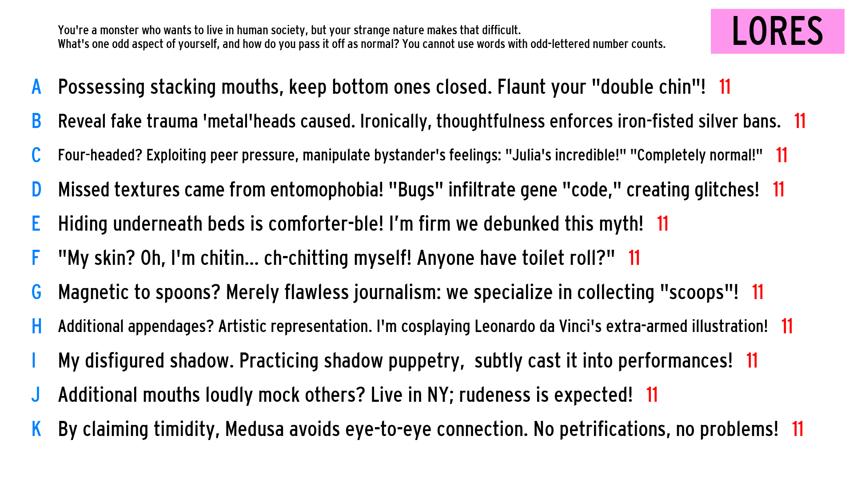 You're a monster who wants to live in human society, but your strange nature makes that difficult.
What's one odd aspect of yourself, and how do you pass it off as normal? You cannot use words with odd-lettered number counts.
LORES
A Possessing stacking mouths, keep bottom ones closed. Flaunt your "double chin"! 11
B Reveal fake trauma 'metal'heads caused. Ironically, thoughtfulness enforces iron-fisted silver bans. 11
C Four-headed? Exploiting peer pressure, manipulate bystander's feelings: "Julia's incredible!" "Completely normal!" 11
D Missed textures came from entomophobia! "Bugs" infiltrate gene "code," creating glitches! 11
E Hiding underneath beds is comforter-ble! I'm firm we debunked this myth! 11
F "My skin? Oh, I'm chitin... ch-chitting myself! Anyone have toilet roll?" 11
G Magnetic to spoons? Merely flawless journalism: we specialize in collecting "scoops"! 11
H Additional appendages? Artistic representation. I'm cosplaying Leonardo da Vinci's extra-armed illustration! 11
I My disfigured shadow. Practicing shadow puppetry, subtly cast it into performances! 11
J Additional mouths loudly mock others? Live in NY; rudeness is expected! 11
K By claiming timidity, Medusa avoids eye-to-eye connection. No petrifications, no problems! 11